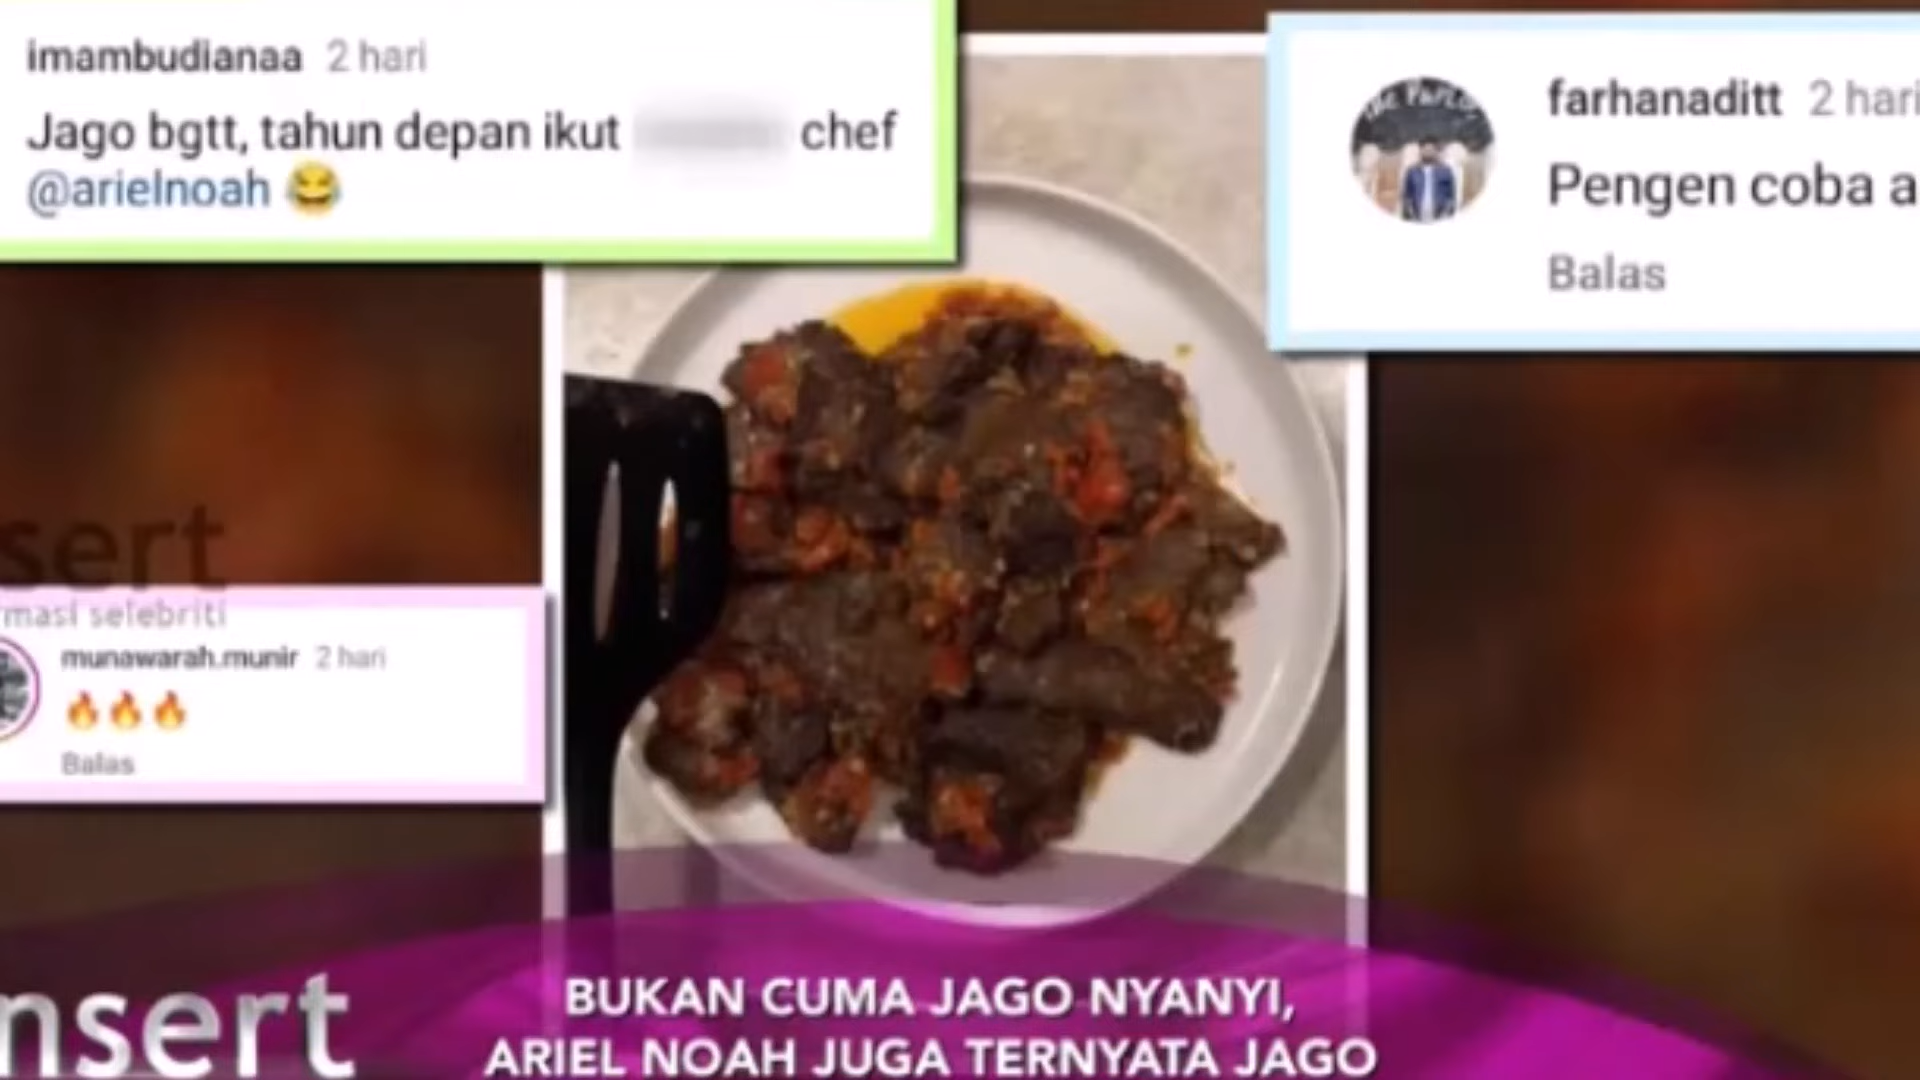 imambudianaa 2 hari
Jago bgtt, tahun depan ikut chef
@arielnoah 😂
farhanaditt 2 hari
Pengen coba a
Balas
sert
rmasi selebriti
munawarah.munir 2 hari
🔥🔥🔥
Balas
nsert
BUKAN CUMA JAGO NYANYI,
ARIEL NOAH JUGA TERNYATA JAGO